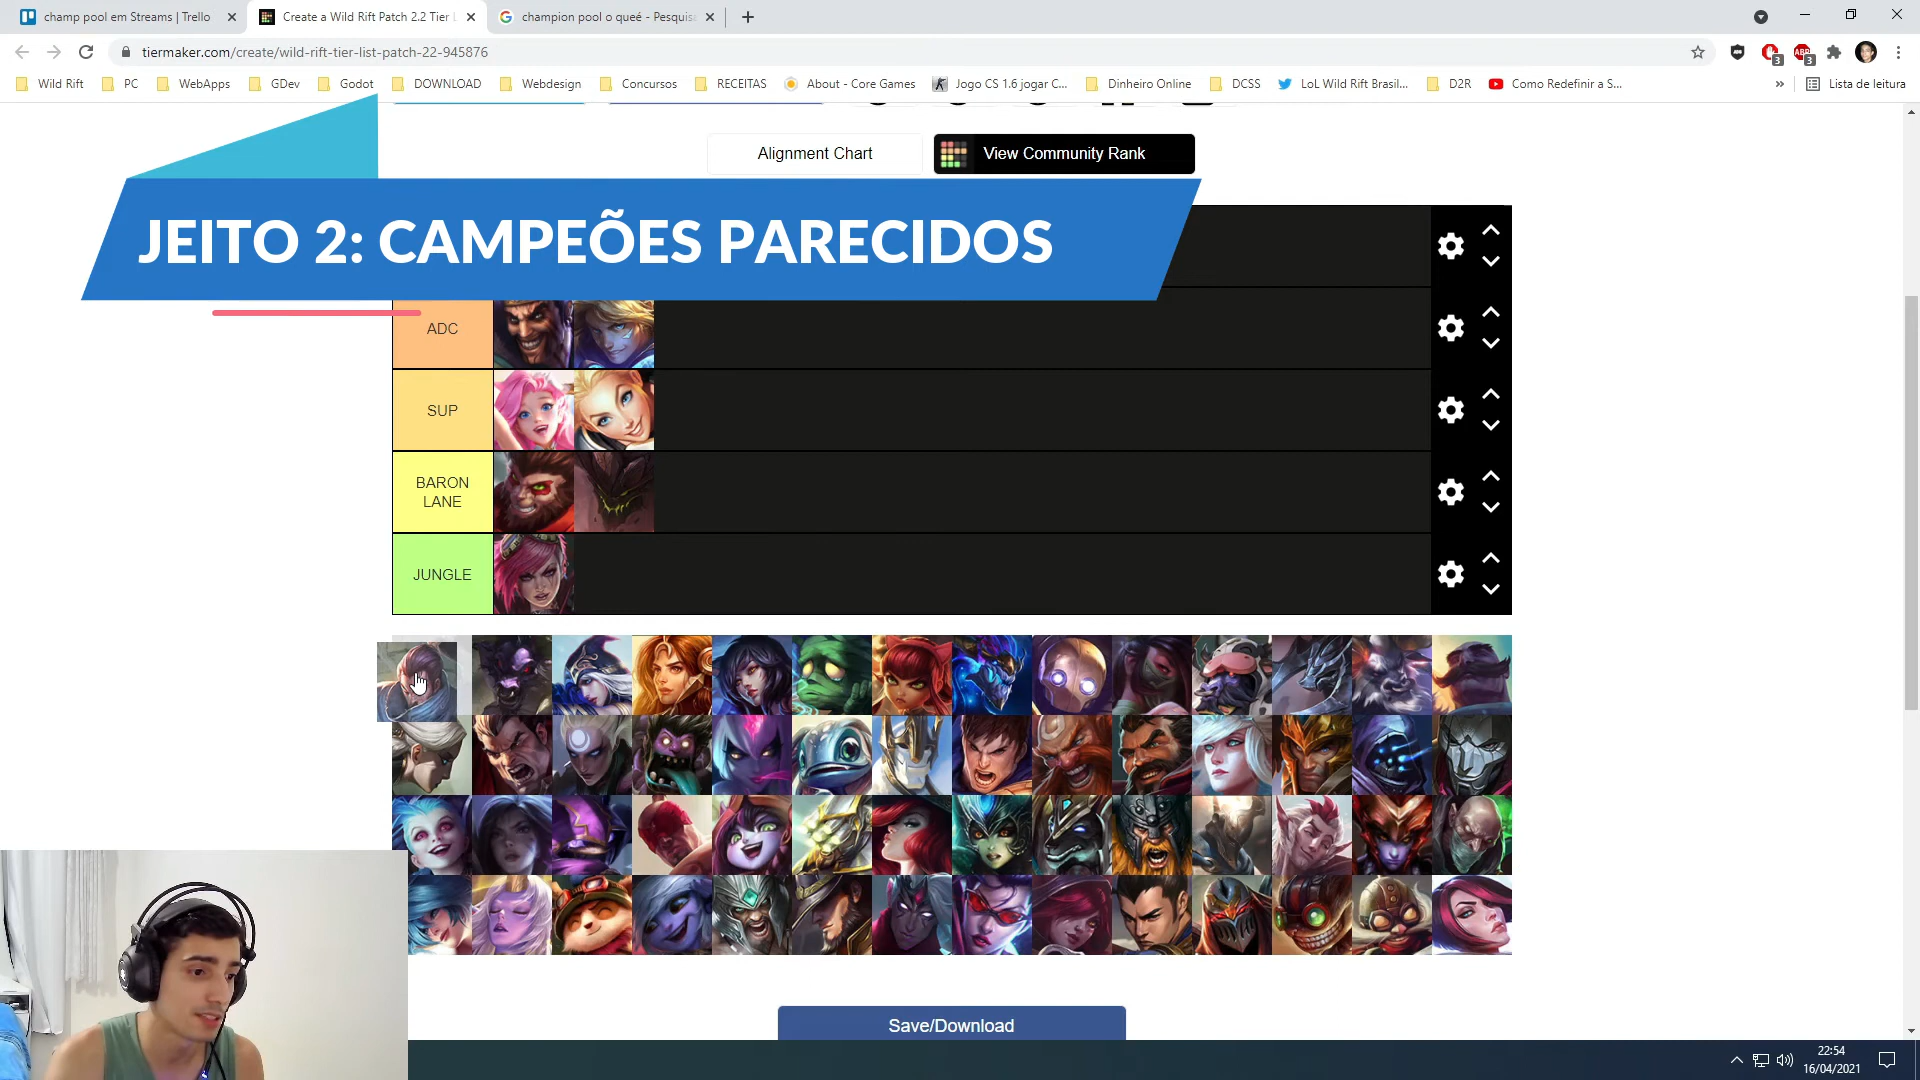 champ pool em Streams | Trello
Create a Wild Rift Patch 2.2 Tier L
champion pool o queé - Pesquis
tiermaker.com/create/wild-rift-tier-list-patch-22-945876
3
ABP
3
Wild Rift
PC
WebApps
GDev
Godot
DOWNLOAD
Webdesign
Concursos
RECEITAS
About - Core Games
Jogo CS 1.6 jogar C...
Dinheiro Online
DCSS
LoL Wild Rift Brasil...
D2R
Como Redefinir a S...
»
Lista de leitura
Alignment Chart
View Community Rank
JEITO 2: CAMPEÕES PARECIDOS
ADC
SUP
BARON
LANE
JUNGLE
Save/Download
22:54
16/04/2021